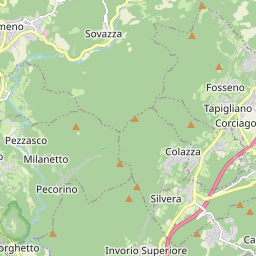 meno
Sovazza
Fosseno
Tapigliano
Corciago
Pezzasco
Colazza
Milanetto
Pecorino
Silvera
Ca
orghetto
Invorio Superiore